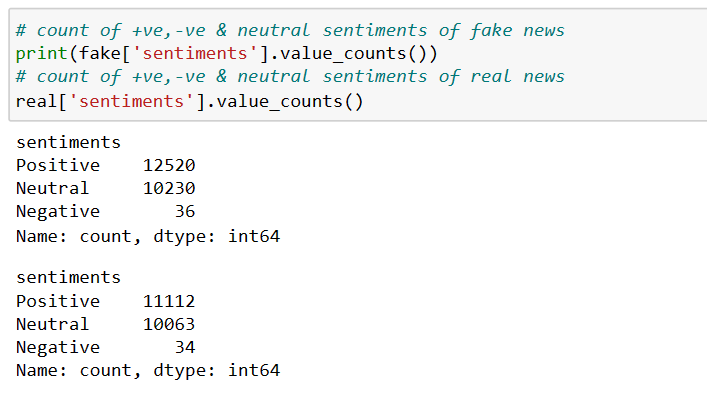 # count of +ve,-ve & neutral sentiments of fake news
print(fake['sentiments'].value_counts())
# count of +ve,-ve & neutral sentiments of real news
real['sentiments'].value_counts()
sentiments
Positive    12520
Neutral     10230
Negative       36
Name: count, dtype: int64
sentiments
Positive    11112
Neutral     10063
Negative       34
Name: count, dtype: int64